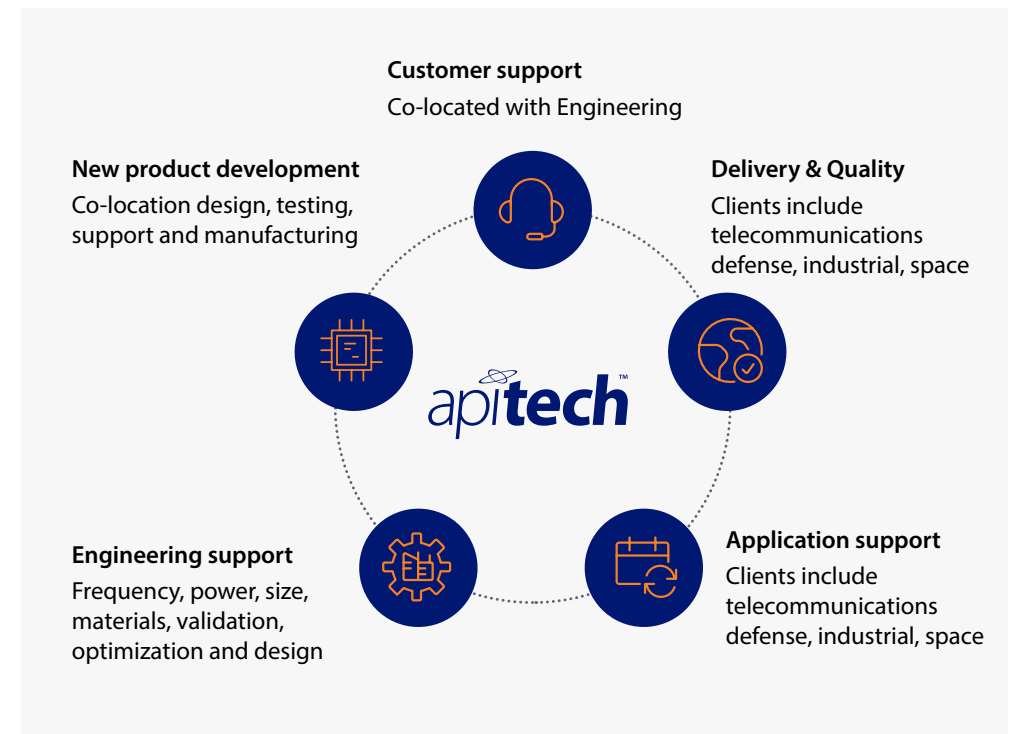 Customer support
Co-located with Engineering
New product development
Co-location design, testing,
support and manufacturing
Delivery & Quality
Clients include
telecommunications
defense, industrial, space
apitech™
Engineering support
Frequency, power, size,
materials, validation,
optimization and design
Application support
Clients include
telecommunications
defense, industrial, space